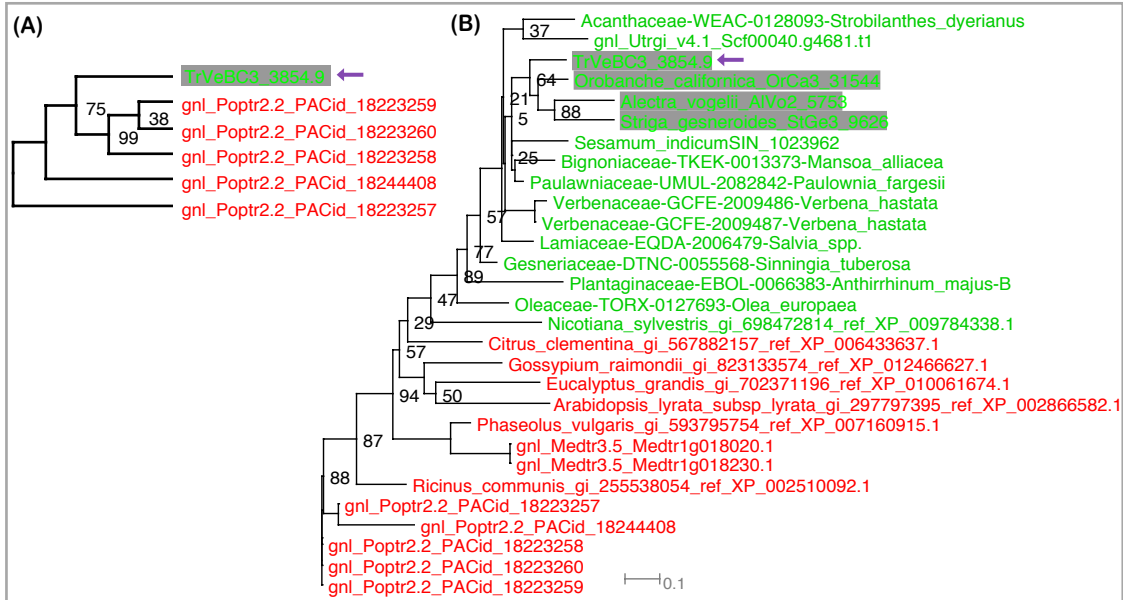 (A)
TrVeBC3_3854.9
gnl_Poptr2.2_PACid_18223259
75
38
gnl_Poptr2.2_PACid_18223260
99
gnl_Poptr2.2_PACid_18223258
gnl_Poptr2.2_PACid_18244408
gnl_Poptr2.2_PACid_18223257
(B)
Acanthaceae-WEAC-0128093-Strobilanthes_dyerianus
37
gnl_Utrgi_v4.1_Scf00040.g4681.t1
TrVeBC3_3854.9
64
Orobanche_californica_OrCa3_31544
21
Alectra_vogelii_AlVo2_5753
88
5
Striga_gesneroides_StGe3_9826
Sesamum_indicumSIN_1023962
25
Bignoniaceae-TKEK-0013373-Mansoa_alliacea
Paulawniaceae-UMUL-2082842-Paulownia_fargesii
Verbenaceae-GCFE-2009486-Verbena_hastata
57
Verbenaceae-GCFE-2009487-Verbena_hastata
Lamiaceae-EQDA-2006479-Salvia_spp.
77
Gesneriaceae-DTNC-0055568-Sinningia_tuberosa
89
Plantaginaceae-EBOL-0066383-Anthirrhinum_majus-B
47
Oleaceae-TORX-0127693-Olea_europaea
29
Nicotiana_sylvestris_gi_698472814_ref_XP_009784338.1
Citrus_clementina_gi_567882157_ref_XP_006433637.1
57
Gossypium_raimondii_gi_823133574_ref_XP_012466627.1
Eucalyptus_grandis_gi_702371196_ref_XP_010061674.1
94
50
Arabidopsis_lyrata_subsp_lyrata_gi_297797395_ref_XP_002866582.1
Phaseolus_vulgaris_gi_593795754_ref_XP_007160915.1
87
gnl_Medtr3.5_Medtr1g018020.1
gnl_Medtr3.5_Medtr1g018230.1
88
Ricinus_communis_gi_255538054_ref_XP_002510092.1
gnl_Poptr2.2_PACid_18223257
gnl_Poptr2.2_PACid_18244408
gnl_Poptr2.2_PACid_18223258
gnl_Poptr2.2_PACid_18223260
gnl_Poptr2.2_PACid_18223259
0.1